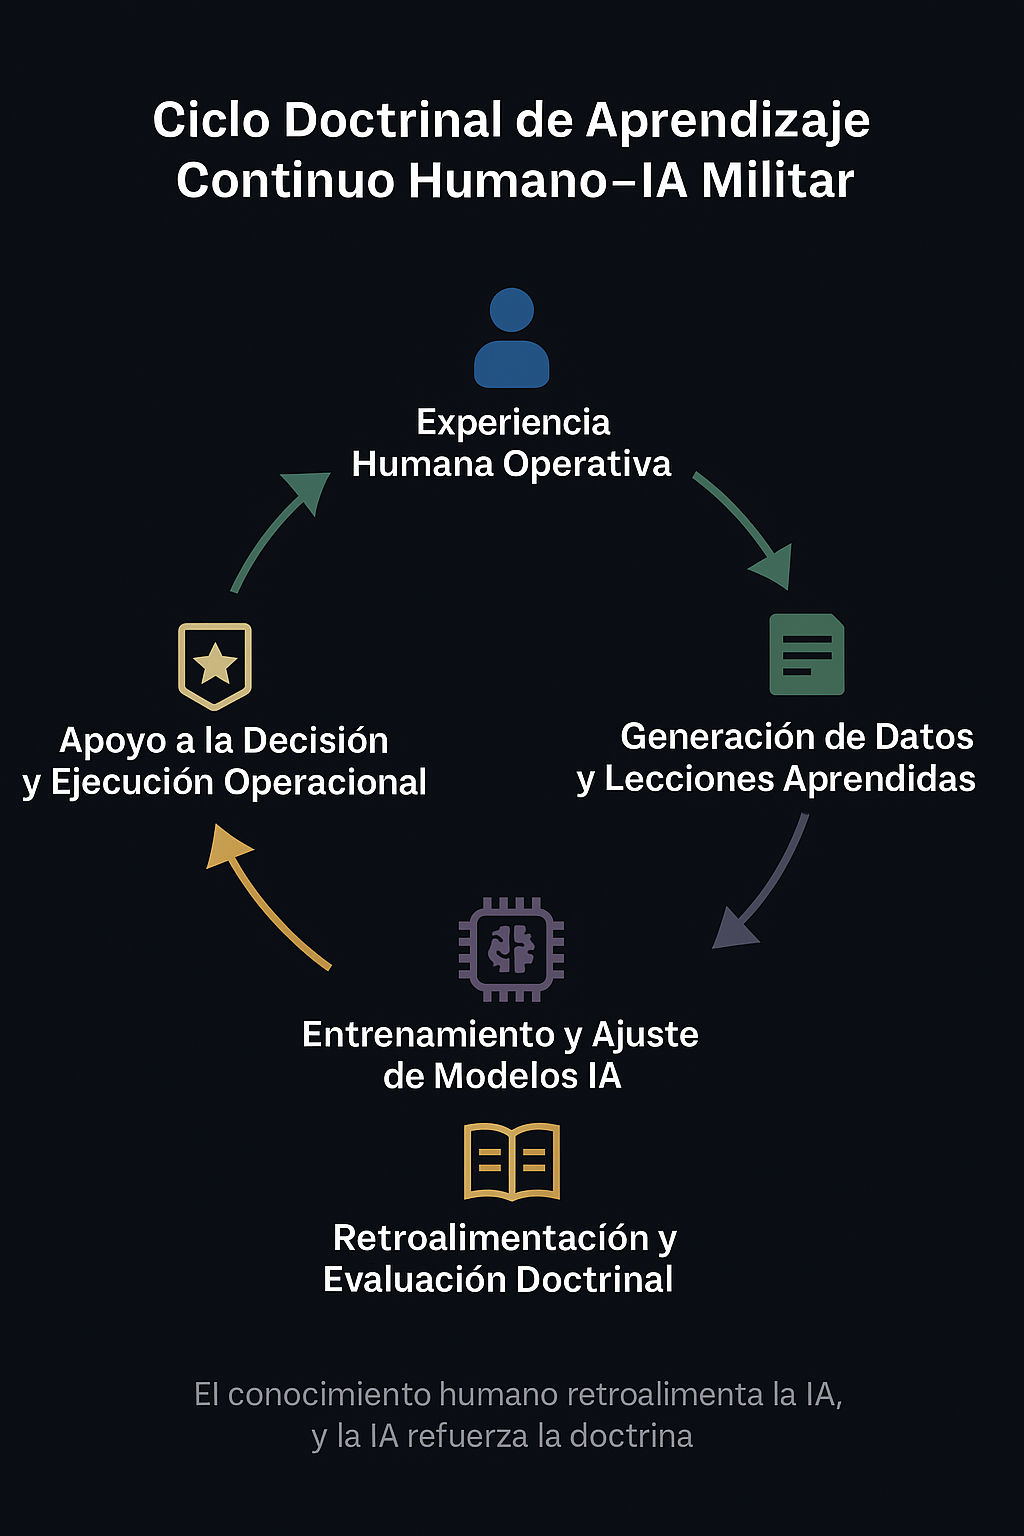 Ciclo Doctrinal de Aprendizaje
Continuo Humano–IA Militar
Experiencia
Humana Operativa
Apoyo a la Decisión
y Ejecución Operacional
Generación de Datos
y Lecciones Aprendidas
Entrenamiento y Ajuste
de Modelos IA
Retroalimentación y
Evaluación Doctrinal
El conocimiento humano retroalimenta la IA,
y la IA refuerza la doctrina